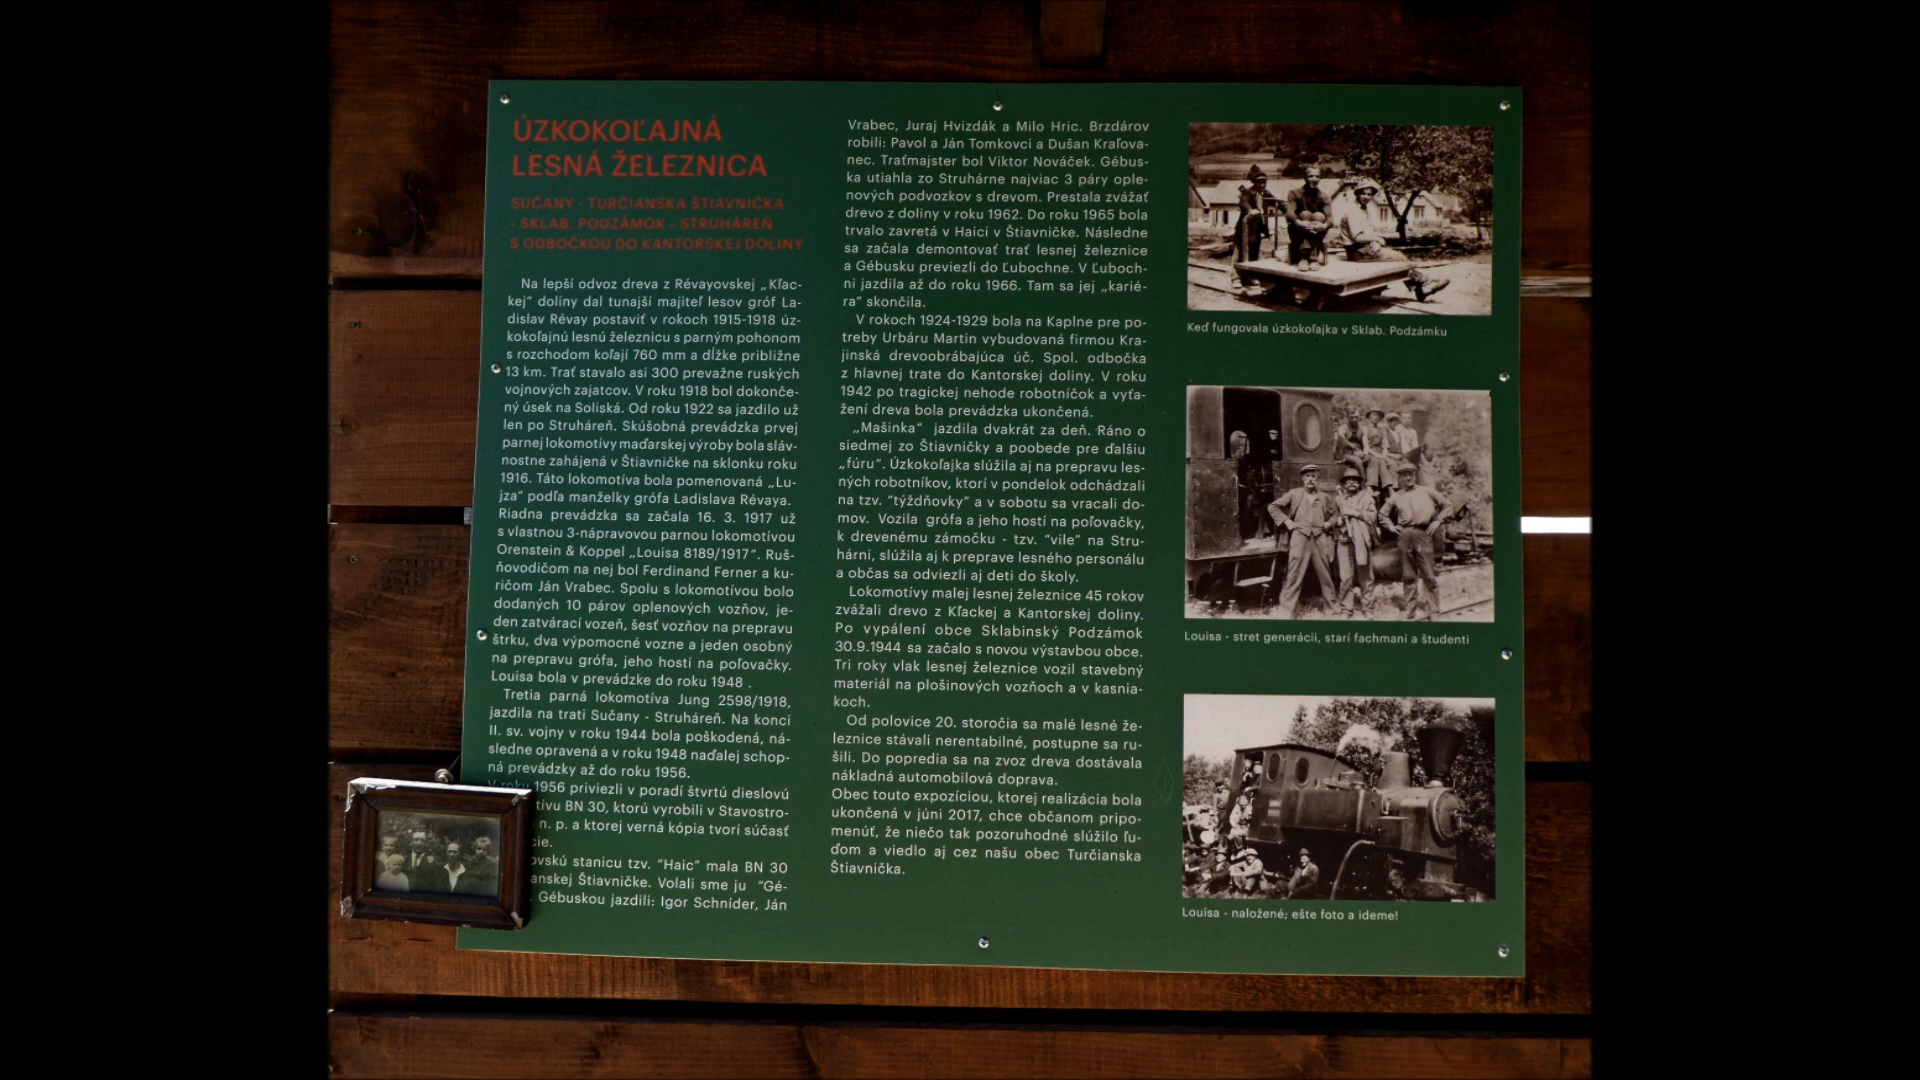 ÚZKOKOĽAJNÁ
LESNÁ ŽELEZNICA
SUČANY - TURČIANSKA ŠTIAVNIČKA
- SKLAB. PODZÁMOK - STRUHÁREŇ
S ODBOČKOU DO KANTORSKEJ DOLINY
Na lepší odvoz dreva z Révayovskej „Kľac-
kej" doliny dal tunajší majiteľ lesov gróf La-
dislav Révay postaviť v rokoch 1915-1918 úz-
kokoľajnú lesnú železnicu s parným pohonom
s rozchodom koľají 760 mm a dĺžke približne
13 km. Trať stavalo asi 300 prevažne ruských
vojnových zajatcov. V roku 1918 bol dokonče-
ný úsek na Soliská. Od roku 1922 sa jazdilo už
len po Struháreň. Skúšobná prevádzka prvej
parnej lokomotívy maďarskej výroby bola sláv-
nostne zahájená v Štiavničke na sklonku roku
1916. Táto lokomotíva bola pomenovaná „Lu-
jza" podľa manželky grófa Ladislava Révaya.
Riadna prevádzka sa začala 16. 3. 1917 už
s vlastnou 3-nápravovou parnou lokomotívou
Orenstein & Koppel „Louisa 8189/1917". Ruš-
ňovodičom na nej bol Ferdinand Ferner a ku-
ričom Ján Vrabec. Spolu s lokomotívou bolo
dodaných 10 párov oplenových vozňov, je-
den zatvárací vozeň, šesť vozňov na prepravu
štrku, dva výpomocné vozne a jeden osobný
na prepravu grófa, jeho hostí na poľovačky.
Louisa bola v prevádzke do roku 1948 .
Tretia parná lokomotíva Jung 2598/1918,
jazdila na trati Sučany - Struháreň. Na konci
II. sv. vojny v roku 1944 bola poškodená, ná-
sledne opravená a v roku 1948 naďalej schop-
ná prevádzky až do roku 1956.
V roku 1956 priviezli v poradí štvrtú dieslovú
tívu BN 30, ktorú vyrobili v Stavostro-
n. p. a ktorej verná kópia tvorí súčasť
cie.
ovskú stanicu tzv. "Haic" mala BN 30
anskej Štiavničke. Volali sme ju "Gé-
Gébuskou jazdili: Igor Schníder, Ján
Vrabec, Juraj Hvizdák a Milo Hric. Brzdárov
robili: Pavol a Ján Tomkovci a Dušan Kraľova-
nec. Traťmajster bol Viktor Nováček. Gébus-
ka utiahla zo Struhárne najviac 3 páry ople-
nových podvozkov s drevom. Prestala zvážať
drevo z doliny v roku 1962. Do roku 1965 bola
trvalo zavretá v Haici v Štiavničke. Následne
sa začala demontovať trať lesnej železnice
a Gébusku previezli do Ľubochne. V Ľuboch-
ni jazdila až do roku 1966. Tam sa jej „karié-
ra" skončila.
V rokoch 1924-1929 bola na Kaplne pre po-
treby Urbáru Martin vybudovaná firmou Kra-
jinská drevoobrábajúca úč. Spol. odbočka
z hlavnej trate do Kantorskej doliny. V roku
1942 po tragickej nehode robotníčok a vyťa-
žení dreva bola prevádzka ukončená.
„Mašinka" jazdila dvakrát za deň. Ráno o
siedmej zo Štiavničky a poobede pre ďalšiu
„fúru". Úzkokoľajka slúžila aj na prepravu les-
ných robotníkov, ktorí v pondelok odchádzali
na tzv. "týždňovky" a v sobotu sa vracali do-
mov. Vozila grófa a jeho hostí na poľovačky,
k drevenému zámočku - tzv. "vile" na Stru-
hárni, slúžila aj k preprave lesného personálu
a občas sa odviezli aj deti do školy.
Lokomotívy malej lesnej železnice 45 rokov
zvážali drevo z Kľackej a Kantorskej doliny.
Po vypálení obce Sklabinský Podzámok
30.9.1944 sa začalo s novou výstavbou obce.
Tri roky vlak lesnej železnice vozil stavebný
materiál na plošinových vozňoch a v kasnia-
koch.
Od polovice 20. storočia sa malé lesné že-
leznice stávali nerentabilné, postupne sa ru-
šili. Do popredia sa na zvoz dreva dostávala
nákladná automobilová doprava.
Obec touto expozíciou, ktorej realizácia bola
ukončená v júni 2017, chce občanom pripo-
menúť, že niečo tak pozoruhodné slúžilo ľu-
ďom a viedlo aj cez našu obec Turčianska
Štiavnička.
Keď fungovala úzkokoľajka v Sklab. Podzámku
Louisa - stret generácií, starí fachmani a študenti
Louisa - naložené; ešte foto a ideme!